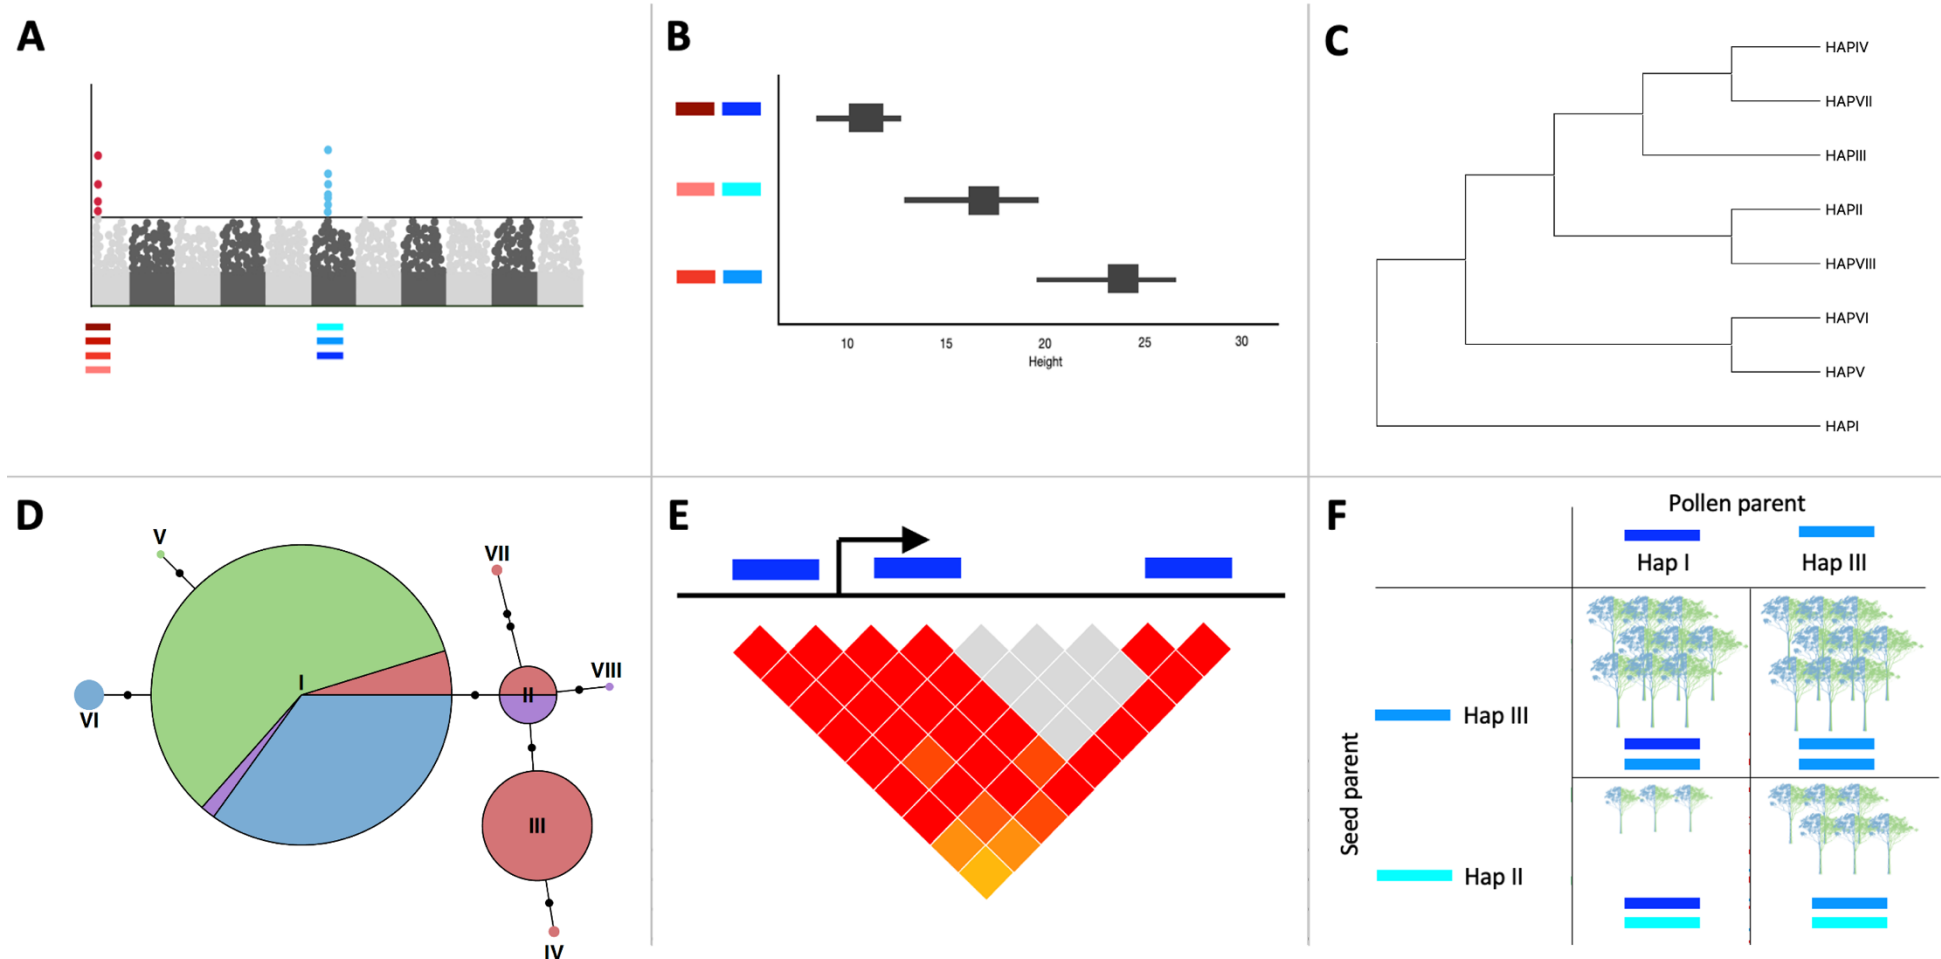 A
B
10
15
20
25
30
Height
C
HAPIV
HAPVII
HAPIII
HAPII
HAPVIII
HAPVI
HAPV
HAPI
D
V
VII
I
II
VIII
VI
III
IV
E
F
Pollen parent
Hap I
Hap III
Seed parent
Hap III
Hap II